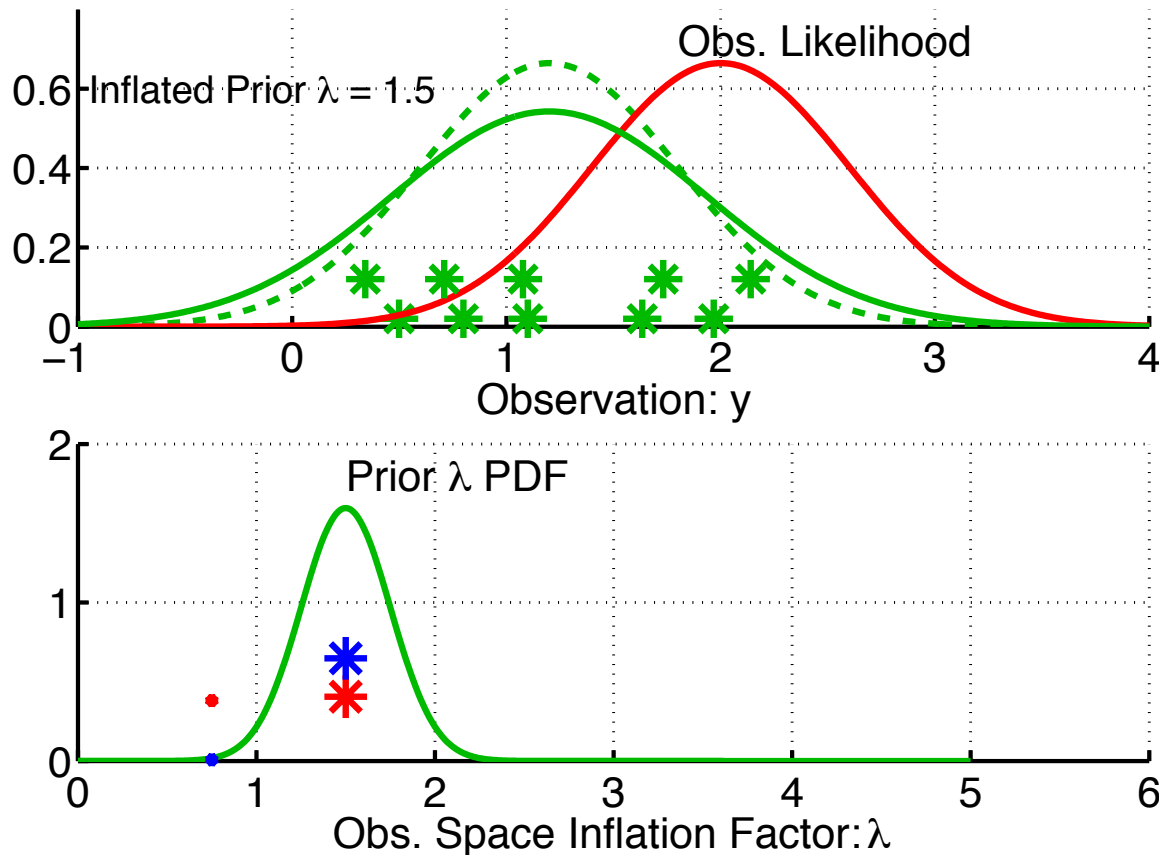 Obs. Likelihood
Inflated Prior λ = 1.5
0.6
0.4
0.2
0
−1 0 1 2 3 4
Observation: y
Prior λ PDF
2
1
0
0 1 2 3 4 5 6
Obs. Space Inflation Factor: λ